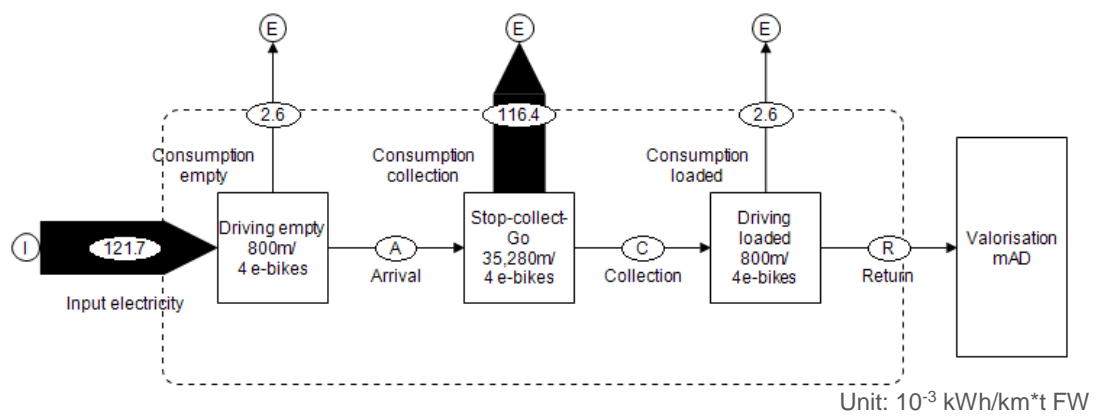 E
E
E
2.6
116.4
2.6
Consumption
empty
Consumption
collection
Consumption
loaded
I
121.7
Input electricity
Driving empty
800m/
4 e-bikes
A
Arrival
Stop-collect-
Go
35,280m/
4 e-bikes
C
Collection
Driving
loaded
800m/
4e-bikes
R
Return
Valorisation
mAD
Unit: 10⁻³ kWh/km*t FW